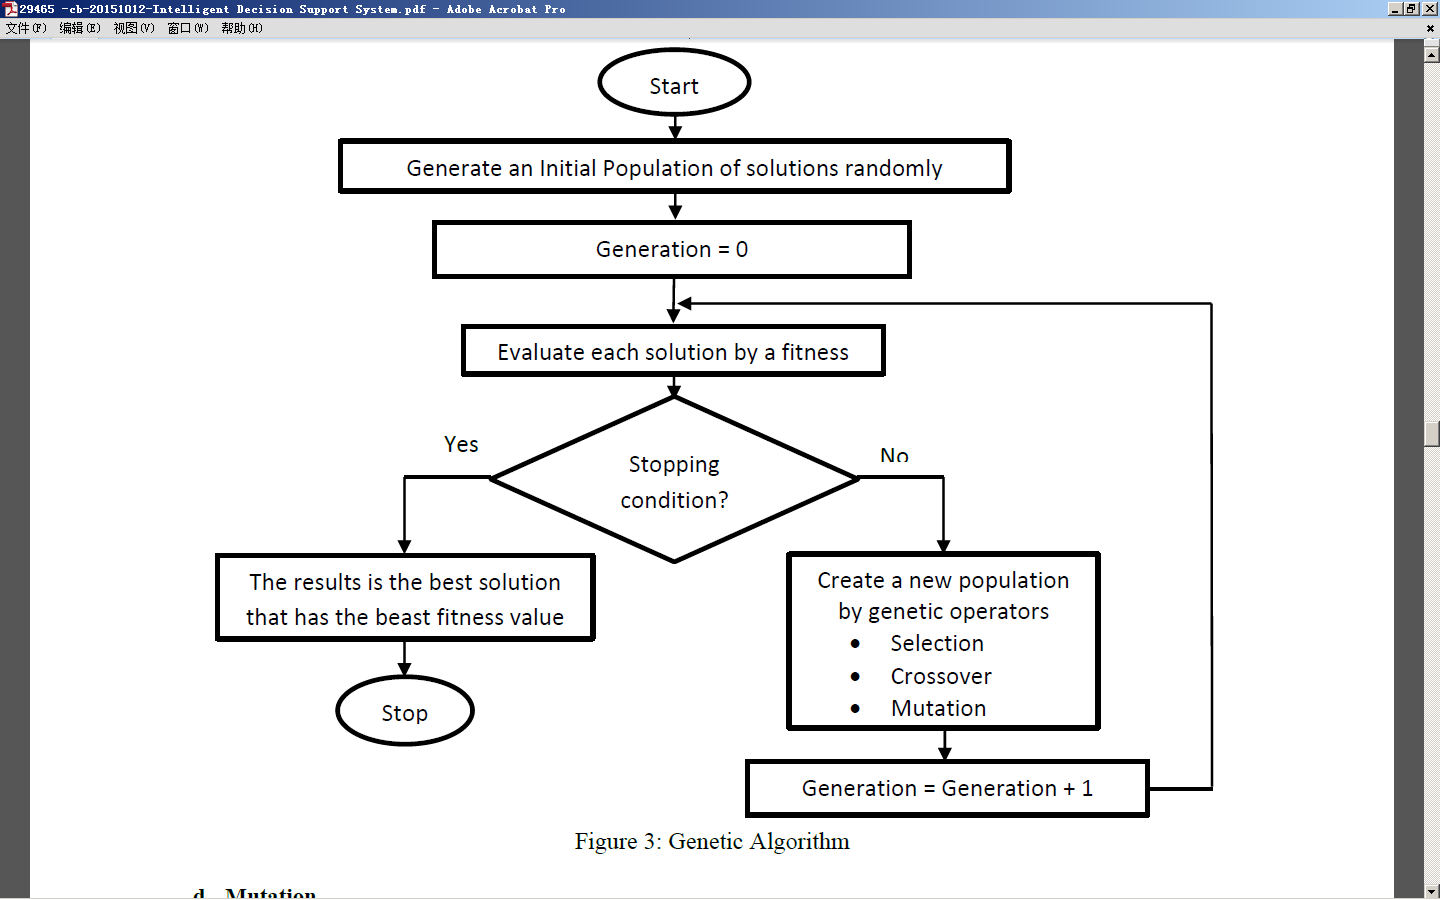 29465 -cb-20151012-Intelligent Decision Support System.pdf - Adobe Acrobat Pro
文件(F) 编辑(E) 视图(V) 窗口(W) 帮助(H)
Start
Generate an Initial Population of solutions randomly
Generation = 0
Evaluate each solution by a fitness
Yes
No
Stopping
condition?
The results is the best solution
that has the beast fitness value
Stop
Create a new population
by genetic operators
• Selection
• Crossover
• Mutation
Generation = Generation + 1
Figure 3: Genetic Algorithm
d. Mutation